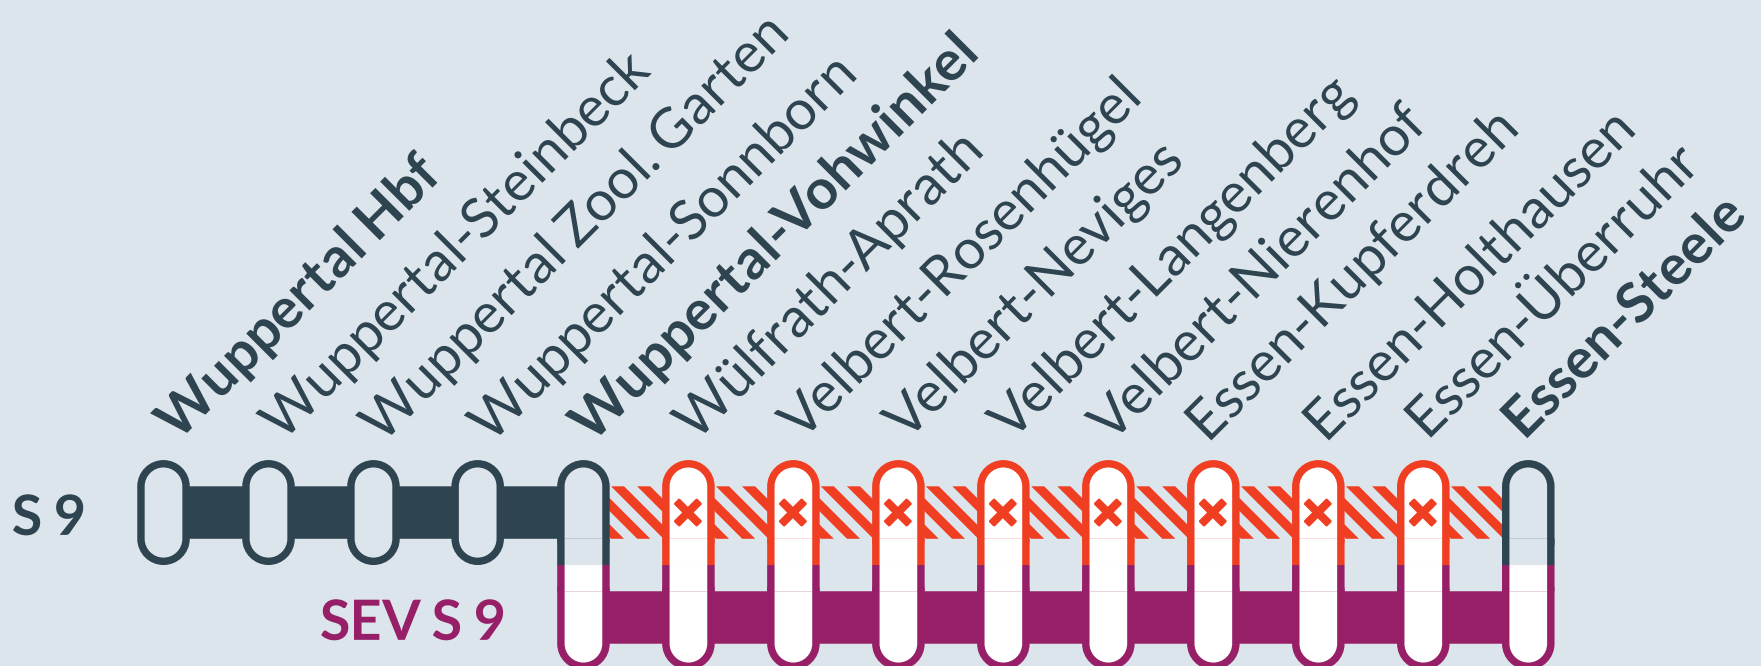 Wuppertal Hbf
Wuppertal-Steinbeck
Wuppertal Zool. Garten
Wuppertal-Sonnborn
Wuppertal-Vohwinkel
Wülfrath-Aprath
Velbert-Rosenhügel
Velbert-Neviges
Velbert-Langenberg
Velbert-Nierenhof
Essen-Kupferdreh
Essen-Holthausen
Essen-Überruhr
Essen-Steele
S 9
SEV S 9